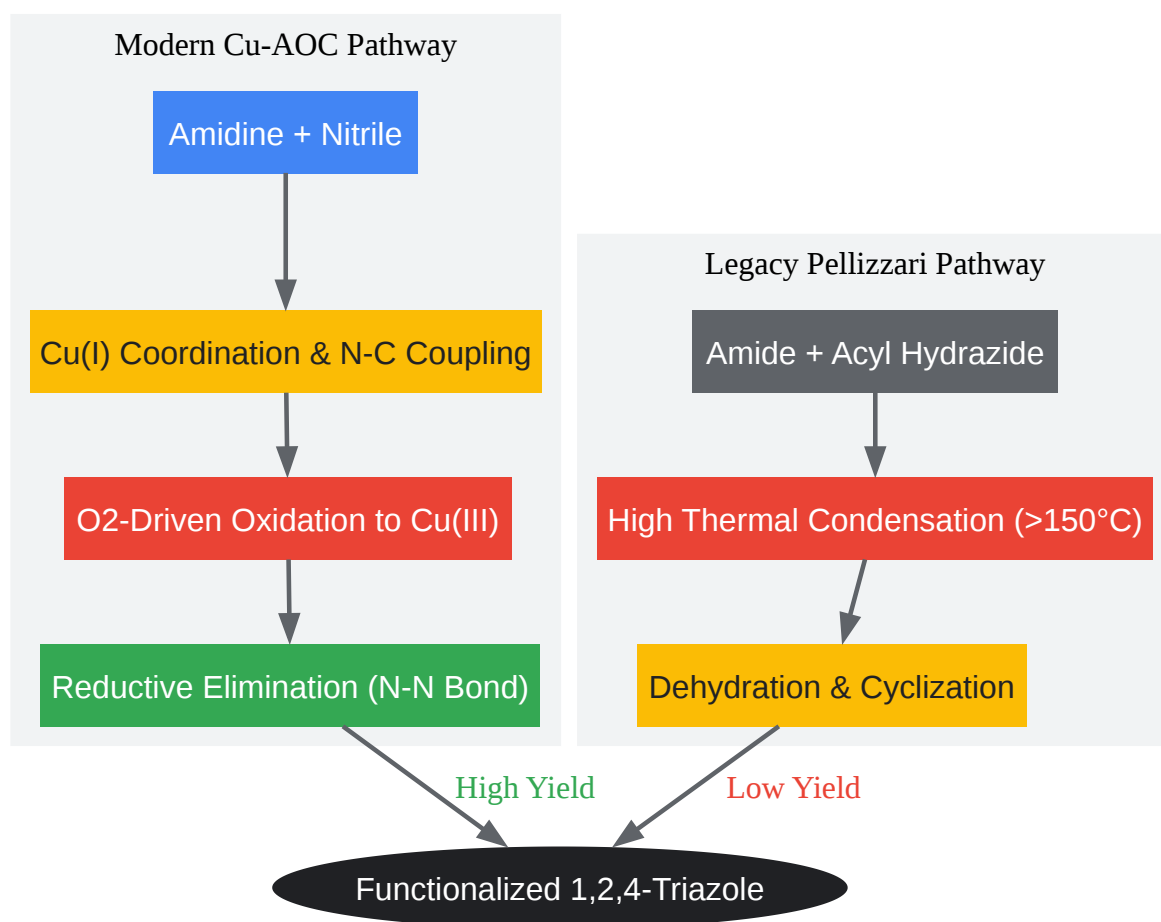 Modern Cu-AOC Pathway
Amidine + Nitrile
Cu(I) Coordination & N-C Coupling
O2-Driven Oxidation to Cu(III)
Reductive Elimination (N-N Bond)
Legacy Pellizzari Pathway
Amide + Acyl Hydrazide
High Thermal Condensation (>150°C)
Dehydration & Cyclization
High Yield
Low Yield
Functionalized 1,2,4-Triazole